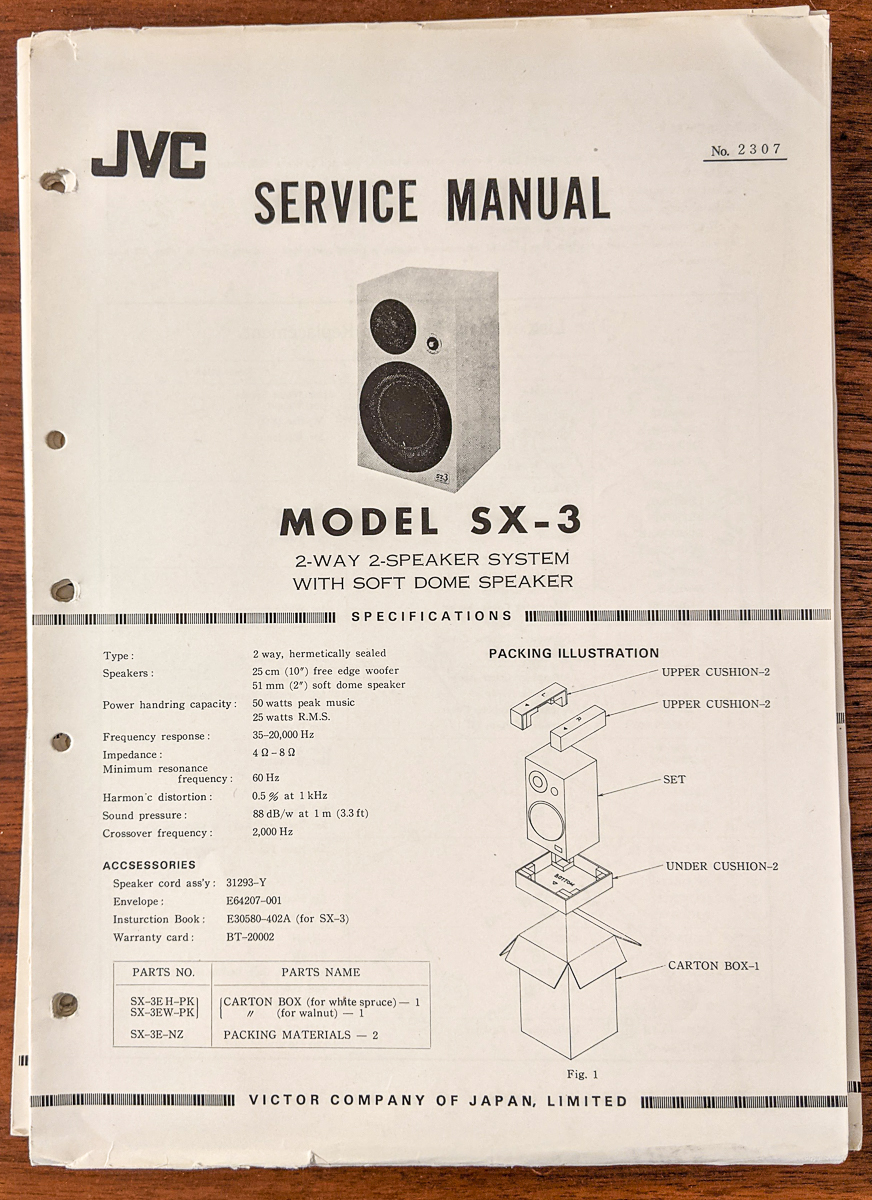 JVC
No. 2307
SERVICE MANUAL
MODEL SX-3
2-WAY 2-SPEAKER SYSTEM
WITH SOFT DOME SPEAKER
SPECIFICATIONS
Type : 2 way, hermetically sealed
Speakers : 25 cm (10″) free edge woofer
51 mm (2″) soft dome speaker
Power handring capacity : 50 watts peak music
25 watts R.M.S.
Frequency response : 35-20,000 Hz
Impedance : 4 Ω - 8 Ω
Minimum resonance
frequency : 60 Hz
Harmon´c distortion : 0.5 % at 1 kHz
Sound pressure : 88 dB/w at 1 m (3.3 ft)
Crossover frequency : 2,000 Hz
ACCSESSORIES
Speaker cord ass'y : 31293-Y
Envelope : E64207-001
Insturction Book : E30580-402A (for SX-3)
Warranty card : BT-20002
PARTS NO. PARTS NAME
SX-3EH-PK CARTON BOX (for white spruce) — 1
SX-3EW-PK 〃 (for walnut) — 1
SX-3E-NZ PACKING MATERIALS — 2
PACKING ILLUSTRATION
UPPER CUSHION-2
UPPER CUSHION-2
SET
UNDER CUSHION-2
BOTTOM
CARTON BOX-1
Fig. 1
VICTOR COMPANY OF JAPAN, LIMITED